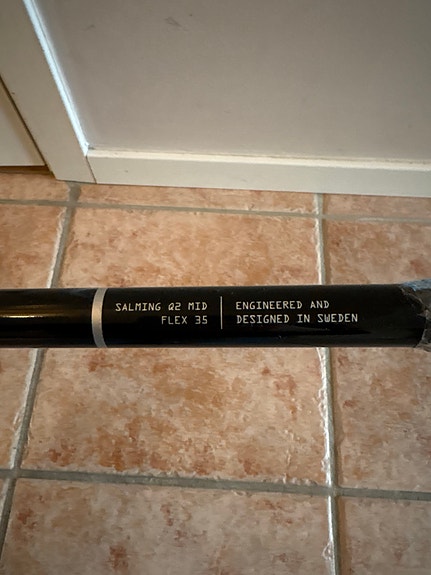 SALMING Q2 MID
FLEX 35
ENGINEERED AND
DESIGNED IN SWEDEN